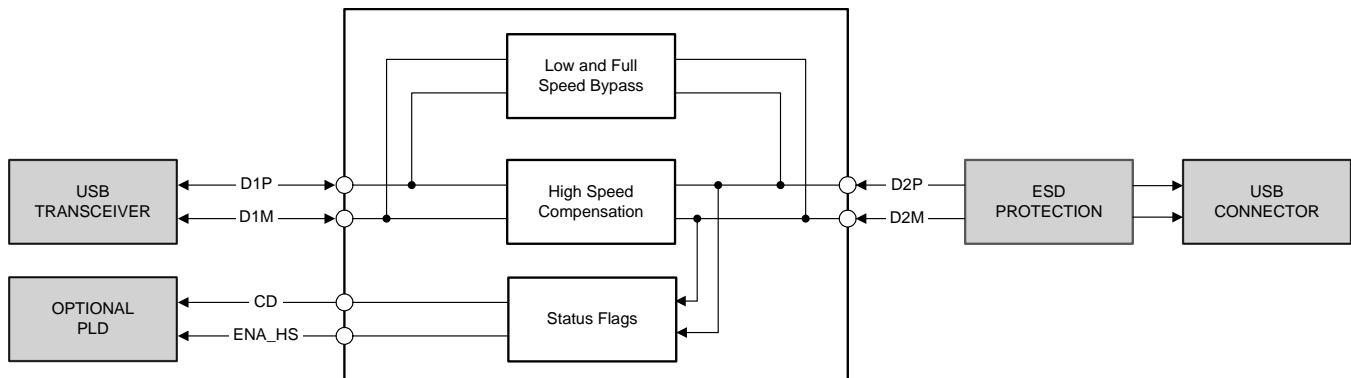 Low and Full
Speed Bypass
USB
TRANSCEIVER
D1P
D1M
High Speed
Compensation
D2P
D2M
ESD
PROTECTION
USB
CONNECTOR
OPTIONAL
PLD
CD
ENA_HS
Status Flags